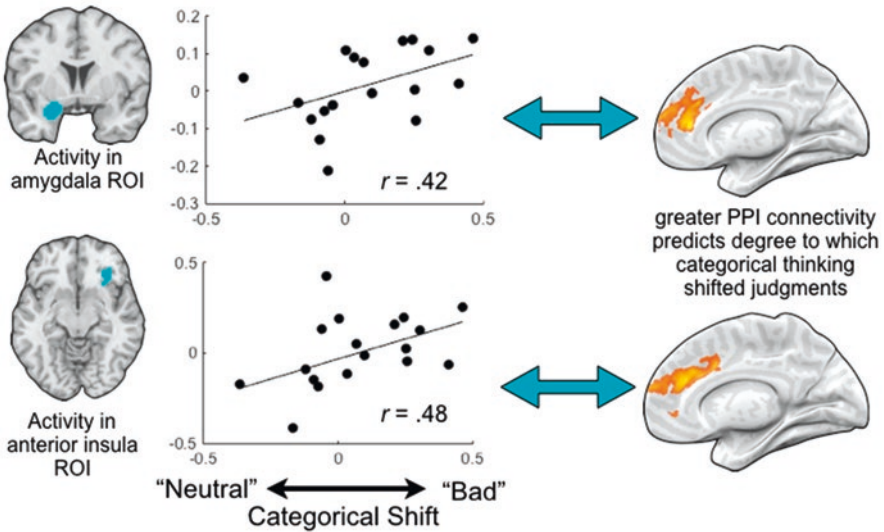 0.2
0.1
0
-0.1
-0.2
-0.3
-0.5
0
0.5
r = .42
Activity in
amygdala ROI
greater PPI connectivity
predicts degree to which
categorical thinking
shifted judgments
0.5
0
-0.5
-0.5
0
0.5
r = .48
Activity in
anterior insula
ROI
“Neutral” “Bad”
Categorical Shift